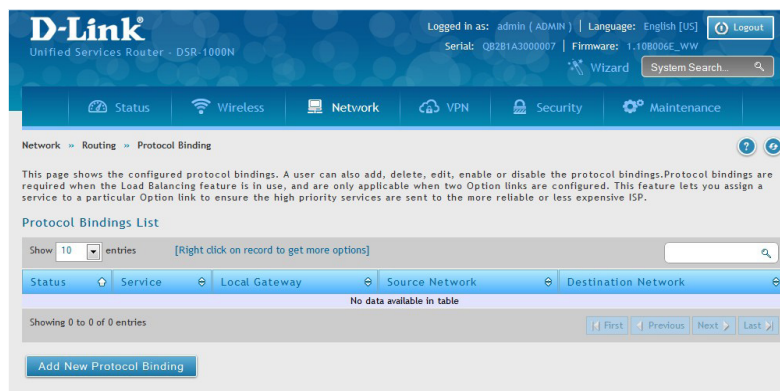 D-Link®
Unified Services Router - DSR-1000N
Logged in as: admin ( ADMIN ) | Language: English [US]
Logout
Serial: QB2B1A3000007 | Firmware: 1.10B006E_WW
Wizard
System Search...
Status
Wireless
Network
VPN
Security
Maintenance
Network » Routing » Protocol Binding
This page shows the configured protocol bindings. A user can also add, delete, edit, enable or disable the protocol bindings.Protocol bindings are
required when the Load Balancing feature is in use, and are only applicable when two Option links are configured. This feature lets you assign a
service to a particular Option link to ensure the high priority services are sent to the more reliable or less expensive ISP.
Protocol Bindings List
Show 10 entries
[Right click on record to get more options]
Status Service Local Gateway Source Network Destination Network
No data available in table
Showing 0 to 0 of 0 entries
First Previous Next Last
Add New Protocol Binding